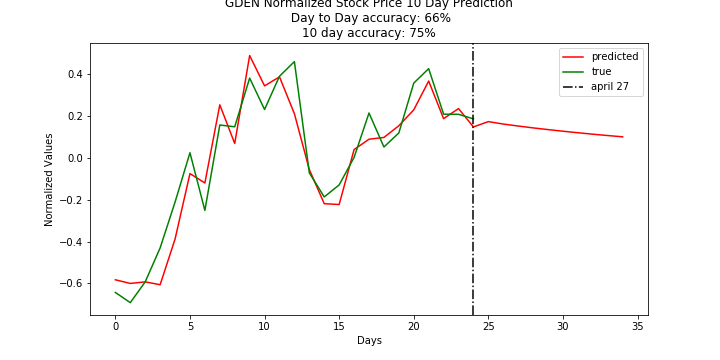 GDEN Normalized Stock Price 10 Day Prediction
Day to Day accuracy: 66%
10 day accuracy: 75%
predicted
true
april 27
0.4
0.2
0.0
−0.2
−0.4
−0.6
Normalized Values
0 5 10 15 20 25 30 35
Days